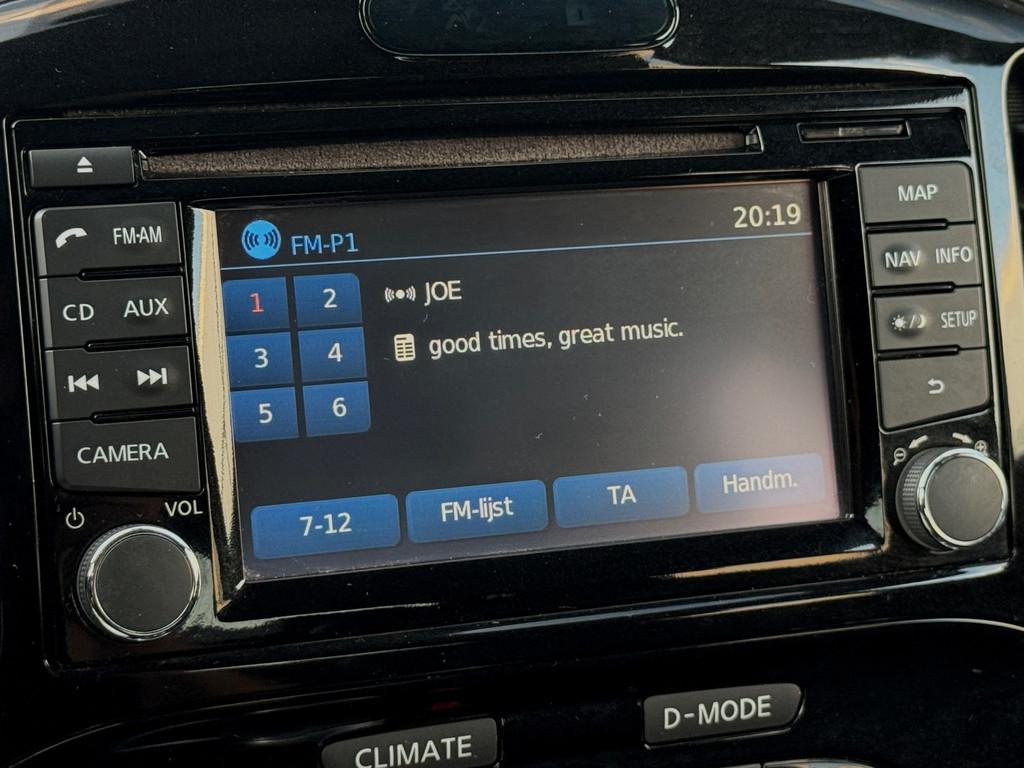 MAP
20:19
FM-P1
FM·AM
NAV INFO
1 2
JOE
CD AUX
SETUP
3 4
good times, great music.
5 6
CAMERA
VOL
7-12
FM-lijst
TA
Handm.
D-MODE
CLIMATE